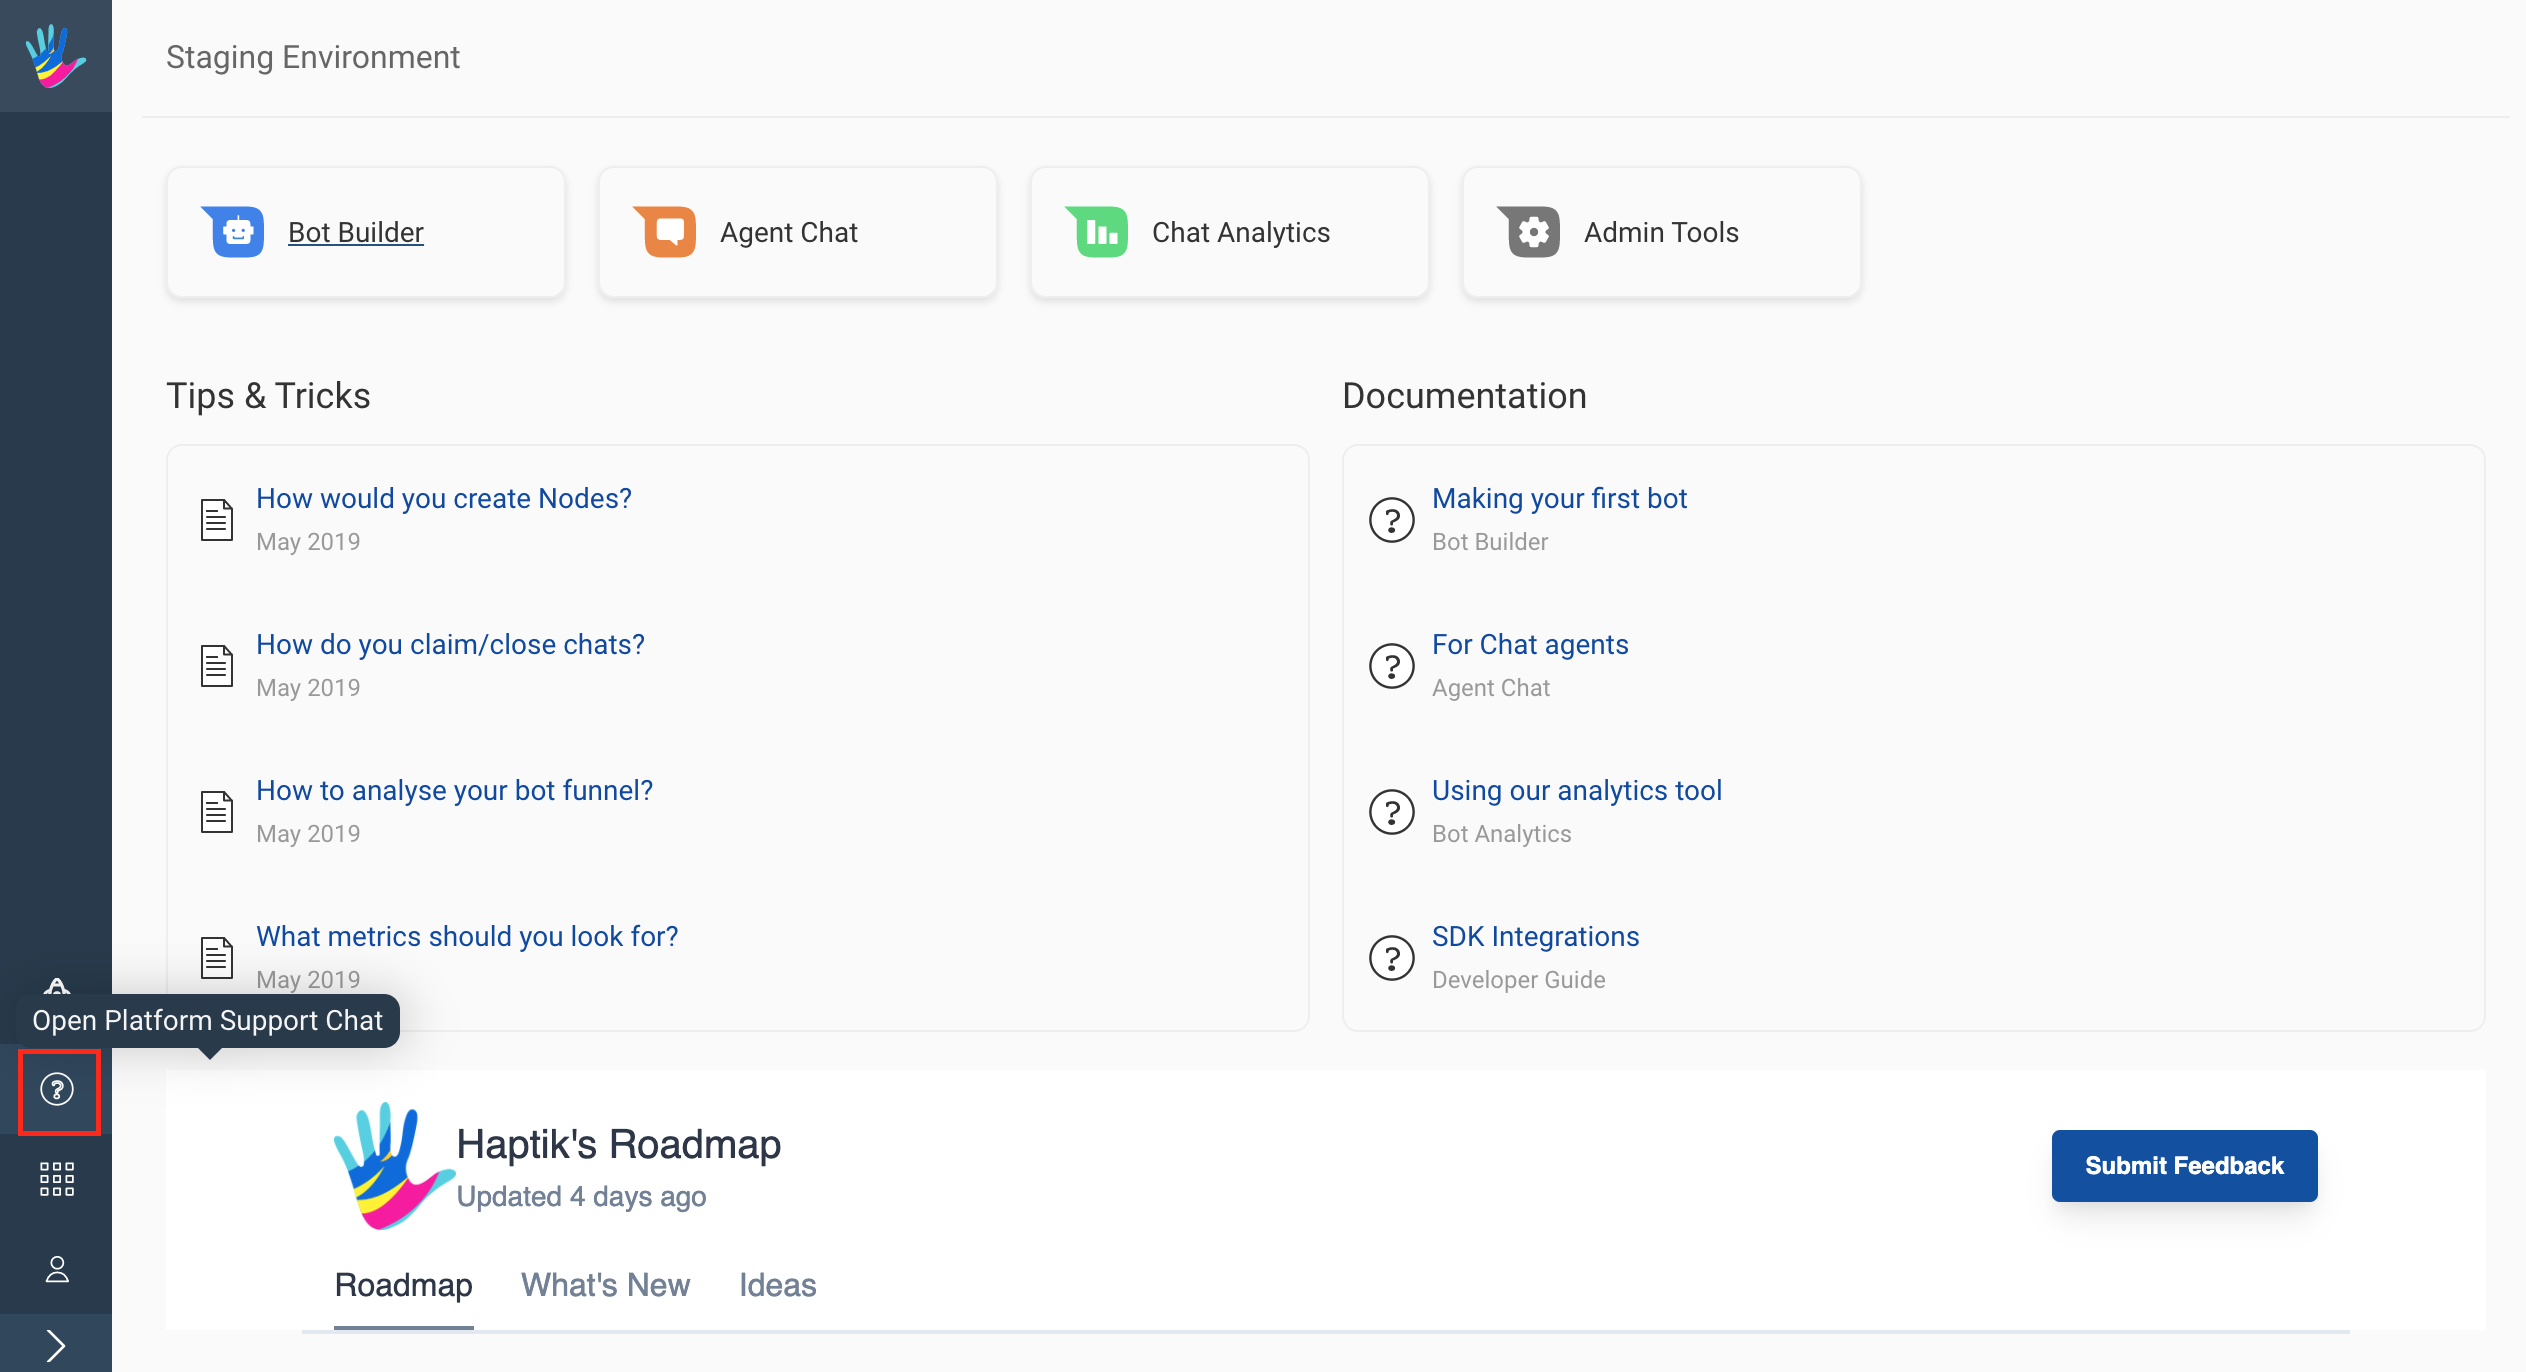 Staging Environment
Bot Builder
Agent Chat
Chat Analytics
Admin Tools
Tips & Tricks
How would you create Nodes?
May 2019
How do you claim/close chats?
May 2019
How to analyse your bot funnel?
May 2019
What metrics should you look for?
May 2019
Documentation
Making your first bot
Bot Builder
For Chat agents
Agent Chat
Using our analytics tool
Bot Analytics
SDK Integrations
Developer Guide
Open Platform Support Chat
Haptik's Roadmap
Updated 4 days ago
Submit Feedback
Roadmap
What's New
Ideas